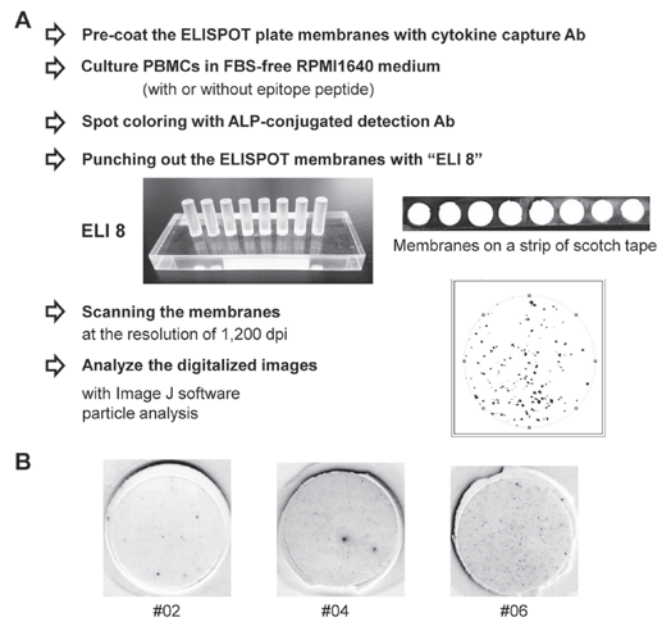 A
Pre-coat the ELISPOT plate membranes with cytokine capture Ab
Culture PBMCs in FBS-free RPMI1640 medium
(with or without epitope peptide)
Spot coloring with ALP-conjugated detection Ab
Punching out the ELISPOT membranes with “ELI 8”
ELI 8
Membranes on a strip of scotch tape
Scanning the membranes
at the resolution of 1,200 dpi
Analyze the digitalized images
with Image J software
particle analysis
B
#02
#04
#06